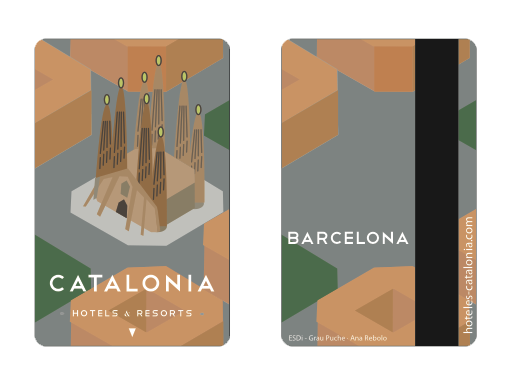 CATALONIA
HOTELS & RESORTS
BARCELONA
hoteles-catalonia.com
ESDi - Grau Puche - Ana Rebolo